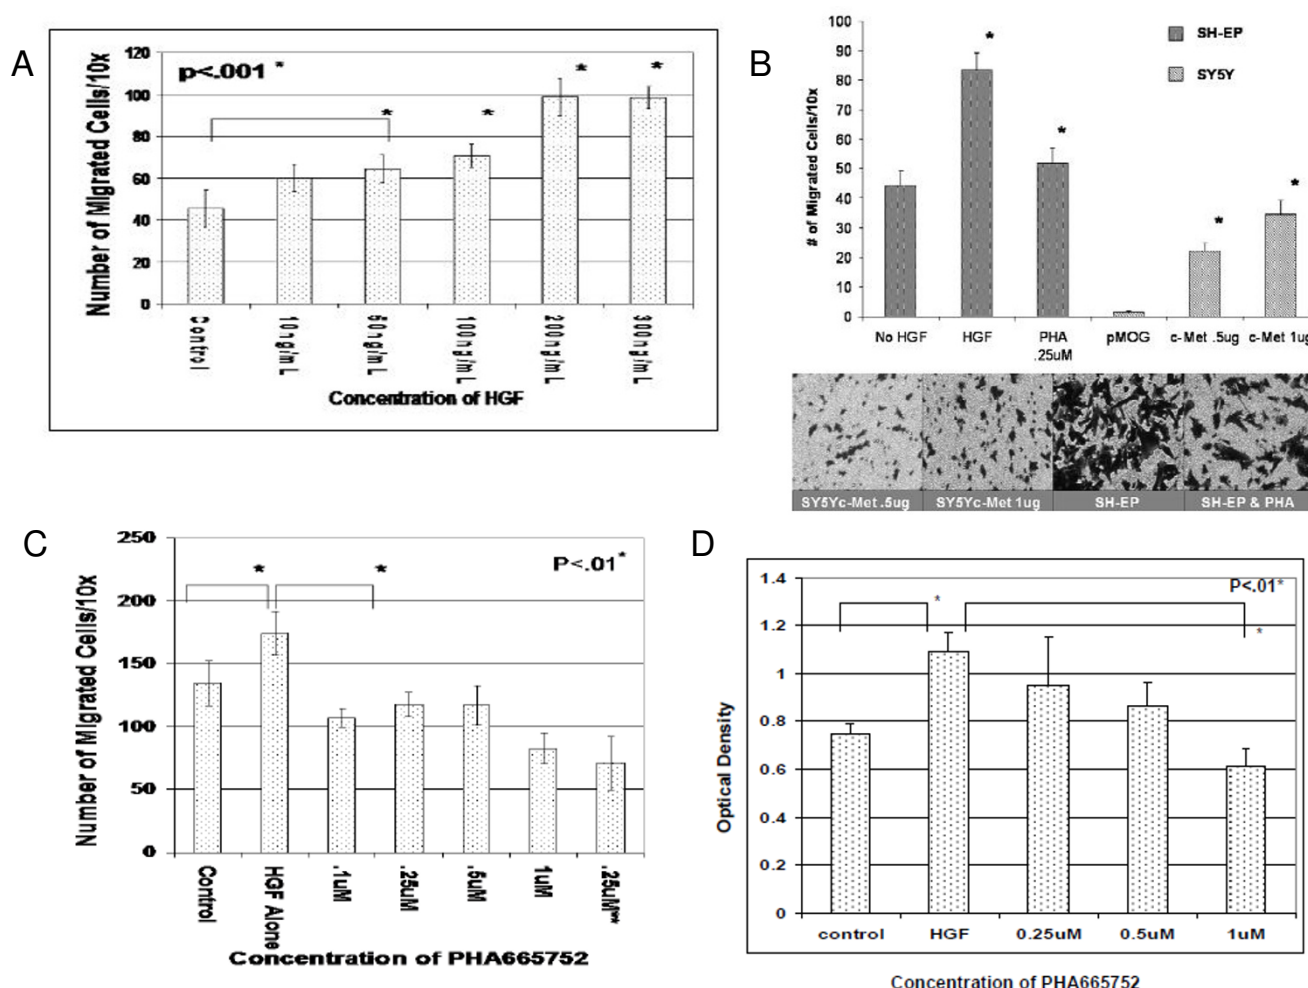 A
p<.001 *
Number of Migrated Cells/10x
120
100
80
60
40
20
0
*
*
*
*
Control
10ng/mL
50ng/mL
100ng/mL
200ng/mL
300ng/mL
Concentration of HGF
B
# of Migrated Cells/10x
100
90
80
70
60
50
40
30
20
10
0
SH-EP
SY5Y
*
*
*
*
No HGF
HGF
PHA
.25uM
pMOG
c-Met .5ug
c-Met 1ug
SY5Yc-Met .5ug
SY5Yc-Met 1ug
SH-EP
SH-EP & PHA
C
Number of Migrated Cells/10x
250
200
150
100
50
0
*
*
P<.01*
Control
HGF Alone
.1uM
.25uM
.5uM
1uM
.25uM**
Concentration of PHA665752
D
Optical Density
1.4
1.2
1
0.8
0.6
0.4
0.2
0
P<.01*
*
*
control
HGF
0.25uM
0.5uM
1uM
Concentration of PHA665752